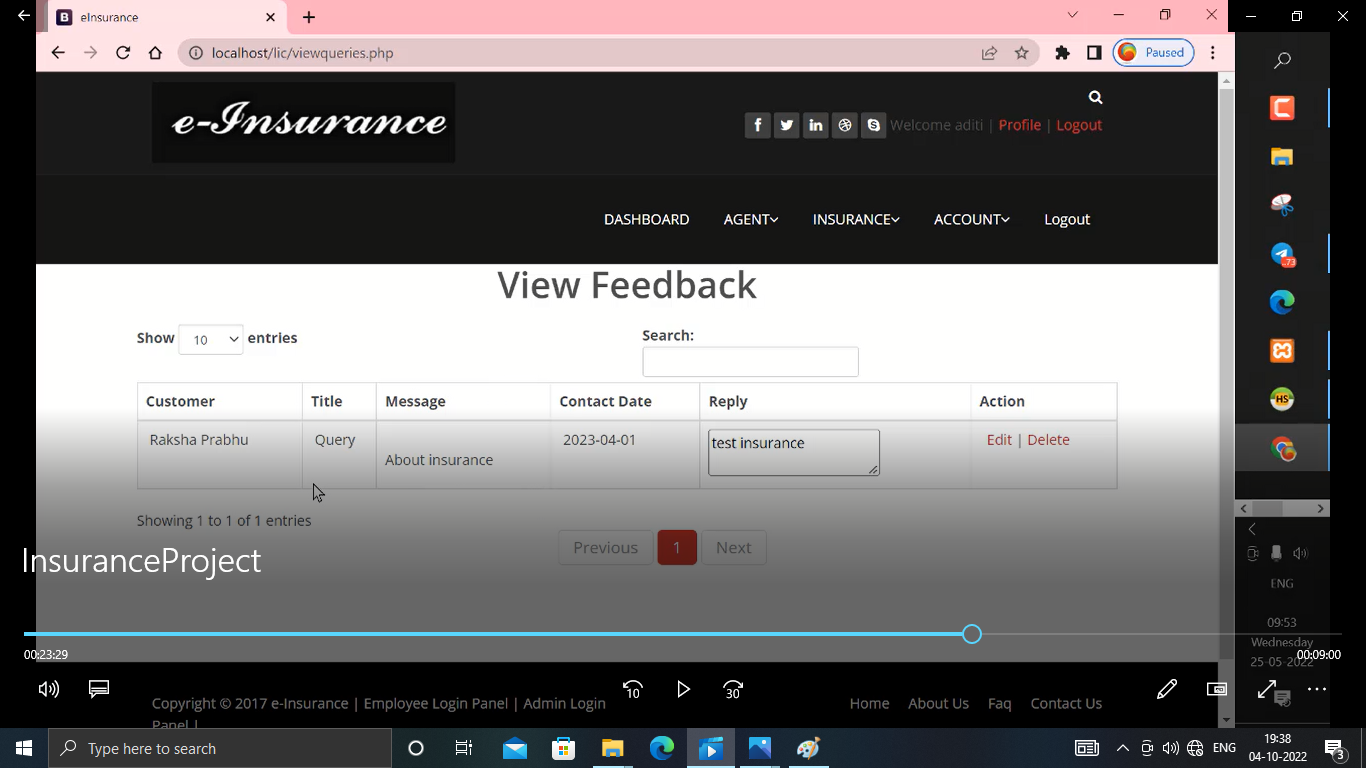 eInsurance
localhost/lic/viewqueries.php
Paused
e-Insurance
Welcome aditi | Profile | Logout
DASHBOARD AGENT INSURANCE ACCOUNT Logout
View Feedback
Show 10 entries
Search:
Customer Title Message Contact Date Reply Action
Raksha Prabhu Query About insurance 2023-04-01 test insurance Edit | Delete
Showing 1 to 1 of 1 entries
Previous 1 Next
InsuranceProject
73
HS
ENG
09:53
Wednesday
25-05-2022
00:23:29
00:09:00
10
30
Copyright © 2017 e-Insurance | Employee Login Panel | Admin Login
Panel |
Home About Us Faq Contact Us
Type here to search
ENG
19:38
04-10-2022
3